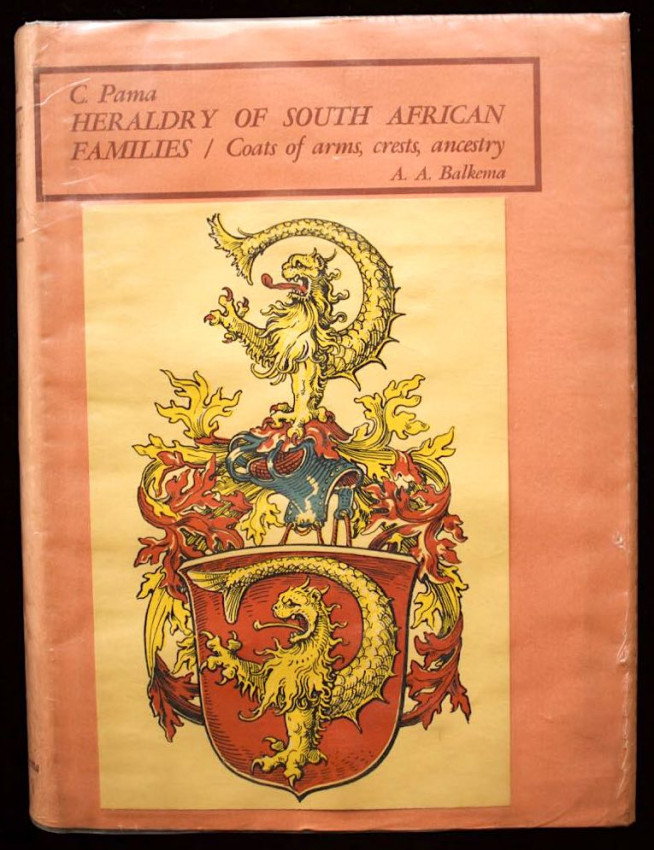 C. Pama
HERALDRY OF SOUTH AFRICAN
FAMILIES / Coats of arms, crests, ancestry
A. A. Balkema